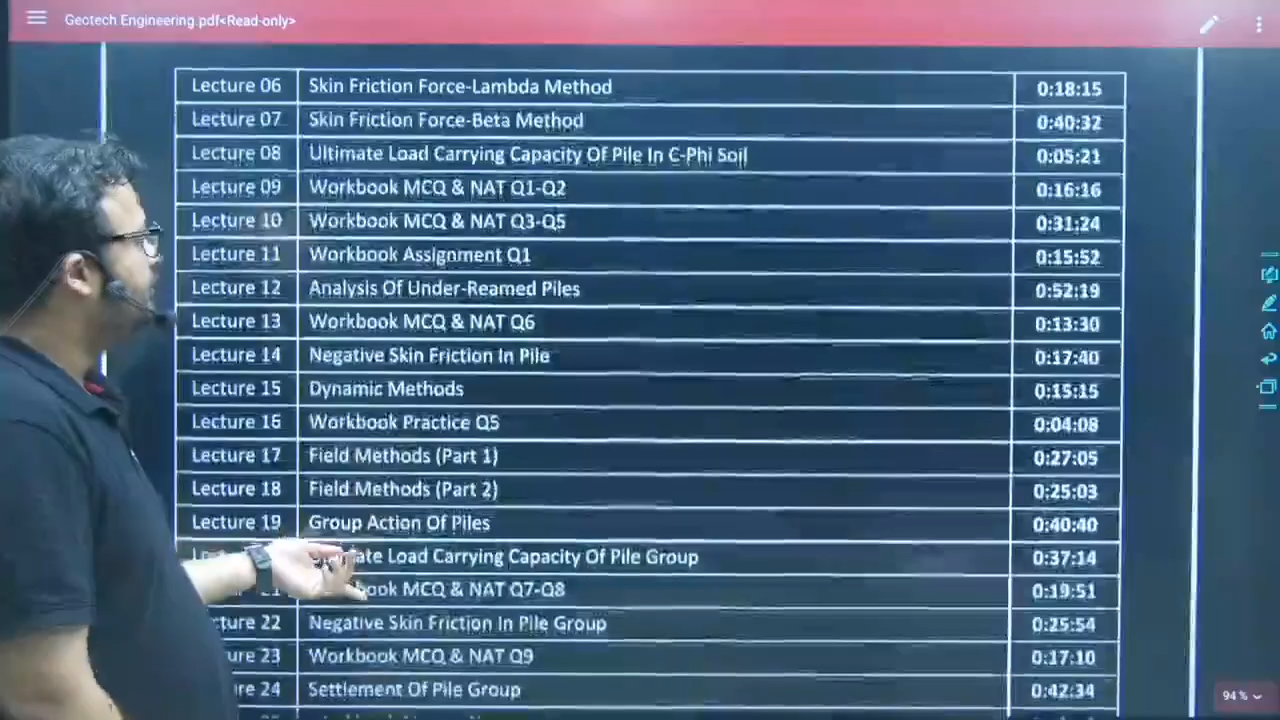 Geotech Engineering.pdf<Read-only>
Lecture 06 Skin Friction Force-Lambda Method 0:18:15
Lecture 07 Skin Friction Force-Beta Method 0:40:32
Lecture 08 Ultimate Load Carrying Capacity Of Pile In C-Phi Soil 0:05:21
Lecture 09 Workbook MCQ & NAT Q1-Q2 0:16:16
Lecture 10 Workbook MCQ & NAT Q3-Q5 0:31:24
Lecture 11 Workbook Assignment Q1 0:15:52
Lecture 12 Analysis Of Under-Reamed Piles 0:52:19
Lecture 13 Workbook MCQ & NAT Q6 0:13:30
Lecture 14 Negative Skin Friction In Pile 0:17:40
Lecture 15 Dynamic Methods 0:15:15
Lecture 16 Workbook Practice Q5 0:04:08
Lecture 17 Field Methods (Part 1) 0:27:05
Lecture 18 Field Methods (Part 2) 0:25:03
Lecture 19 Group Action Of Piles 0:40:40
Load Carrying Capacity Of Pile Group 0:37:14
MCQ & NAT Q7-Q8 0:19:51
22 Negative Skin Friction In Pile Group 0:25:54
23 Workbook MCQ & NAT Q9 0:17:10
24 Settlement Of Pile Group 0:42:34
94%